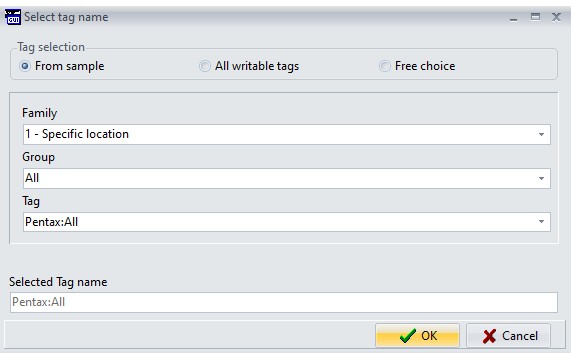 Select tag name
Tag selection
From sample
All writable tags
Free choice
Family
1 - Specific location
Group
All
Tag
Pentax:All
Selected Tag name
Pentax:All
OK
Cancel